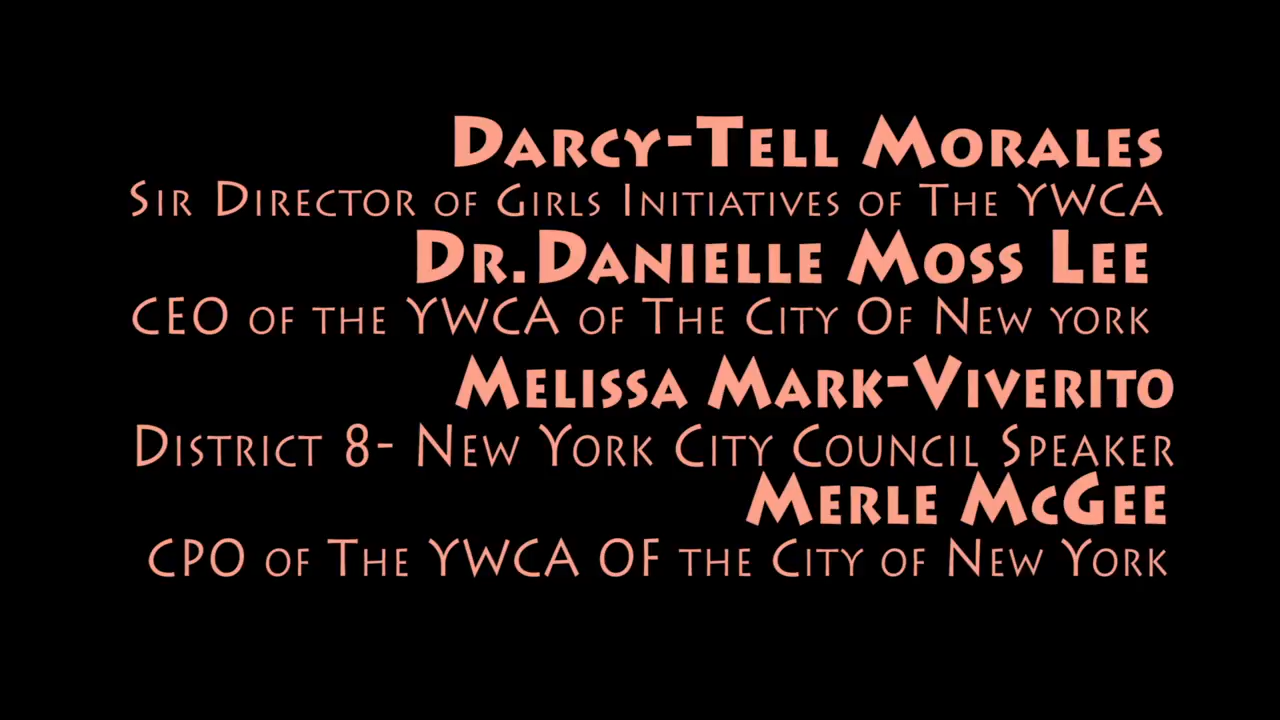 Darcy-Tell Morales
Sir Director of Girls Initiatives of The YWCA
Dr.Danielle Moss Lee
CEO of the YWCA of The City Of New york
Melissa Mark-Viverito
District 8- New York City Council Speaker
Merle McGee
CPO of The YWCA OF the City of New York